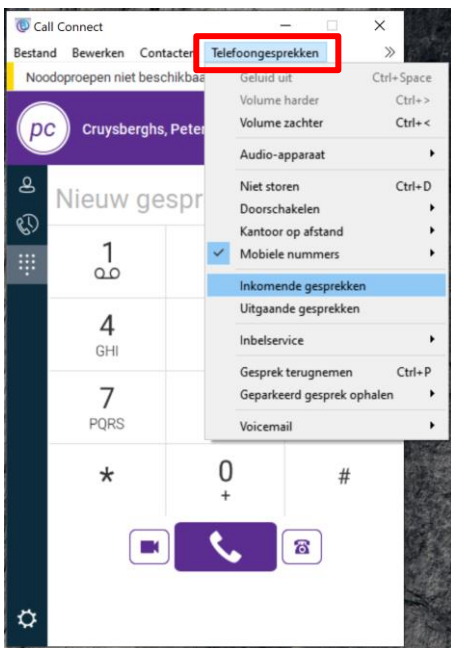 Call Connect
Bestand Bewerken Contacten Telefoongesprekken »
Noodoproepen niet beschikbaa
pc Cruysberghs, Peter
Nieuw gespr
Geluid uit Ctrl+Space
Volume harder Ctrl+>
Volume zachter Ctrl+<
Audio-apparaat
Niet storen Ctrl+D
Doorschakelen
Kantoor op afstand
Mobiele nummers
Inkomende gesprekken
Uitgaande gesprekken
Inbelservice
Gesprek terugnemen Ctrl+P
Geparkeerd gesprek ophalen
Voicemail
1
4
GHI
7
PQRS
* 0 #
+